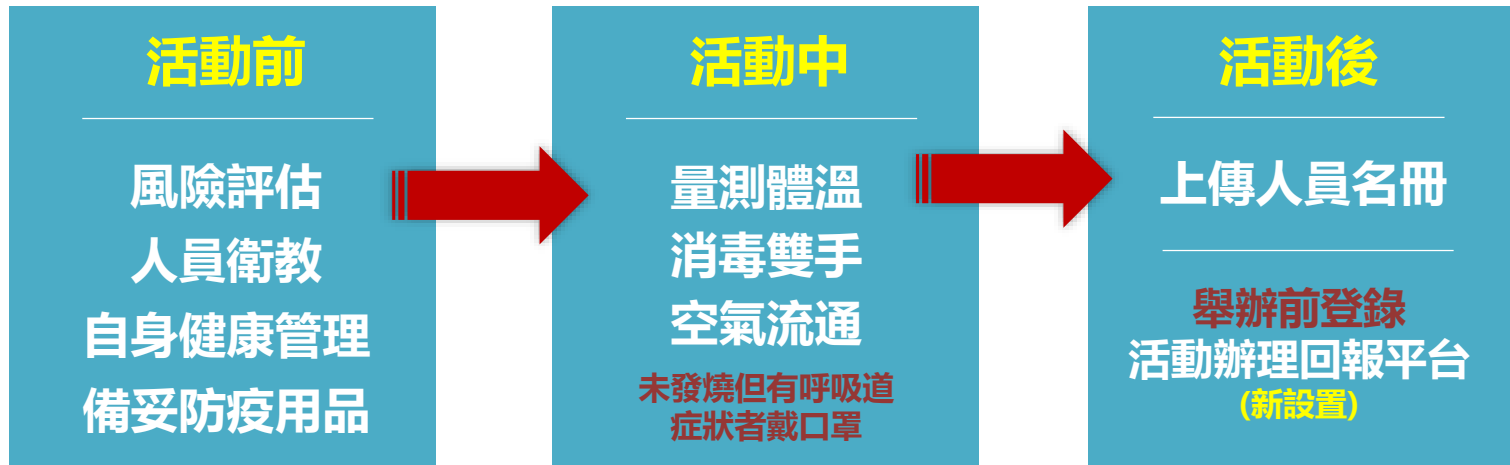 活動前
風險評估
人員衛教
自身健康管理
備妥防疫用品
活動中
量測體溫
消毒雙手
空氣流通
未發燒但有呼吸道
症狀者戴口罩
活動後
上傳人員名冊
舉辦前登錄
活動辦理回報平台
(新設置)